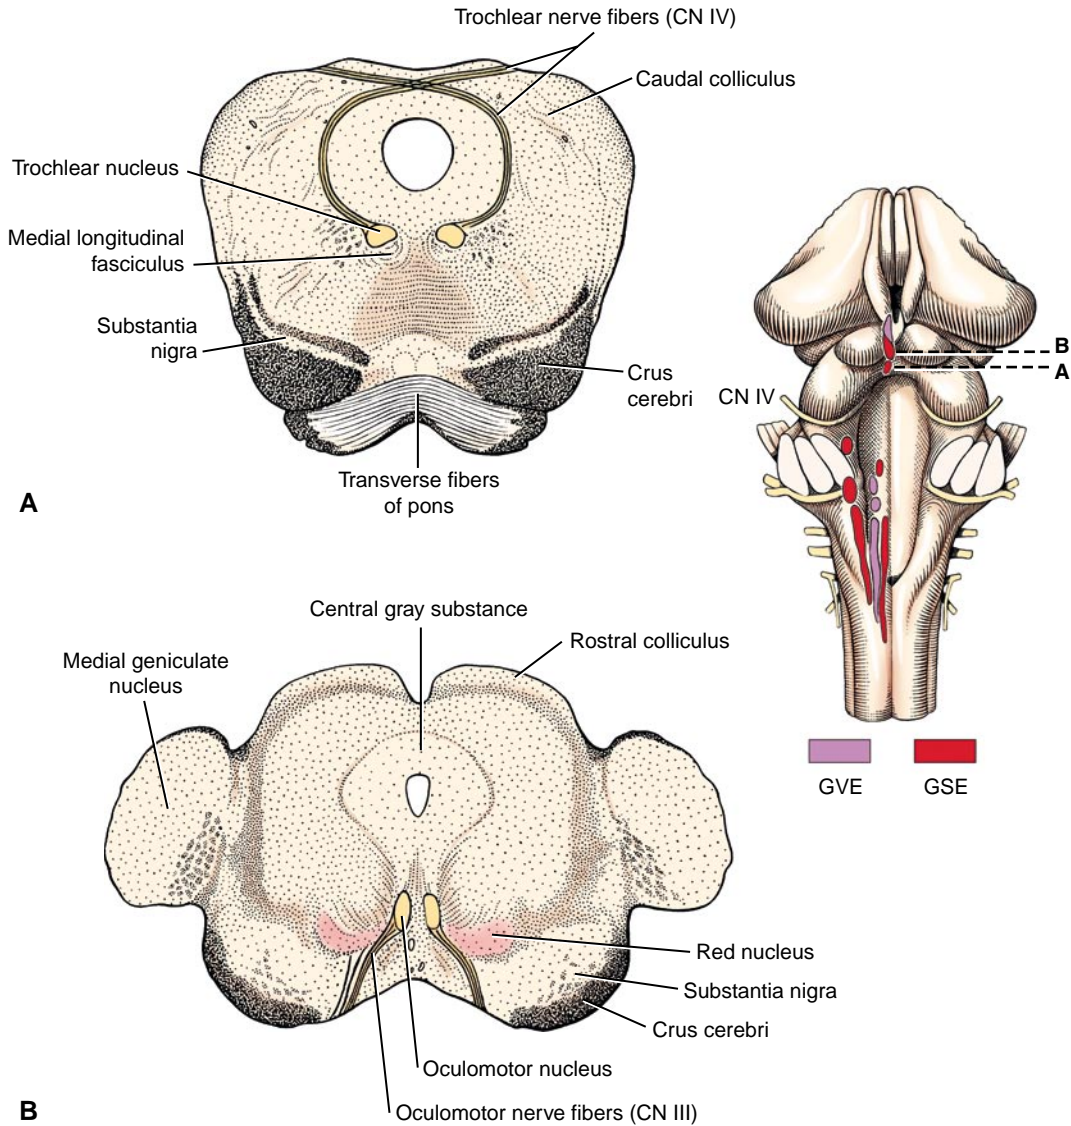 Trochlear nerve fibers (CN IV)
Caudal colliculus
Trochlear nucleus
Medial longitudinal
fasciculus
Substantia
nigra
Crus
cerebri
Transverse fibers
of pons
A
B
A
CN IV
GVE
GSE
Central gray substance
Rostral colliculus
Medial geniculate
nucleus
Red nucleus
Substantia nigra
Crus cerebri
Oculomotor nucleus
Oculomotor nerve fibers (CN III)
B